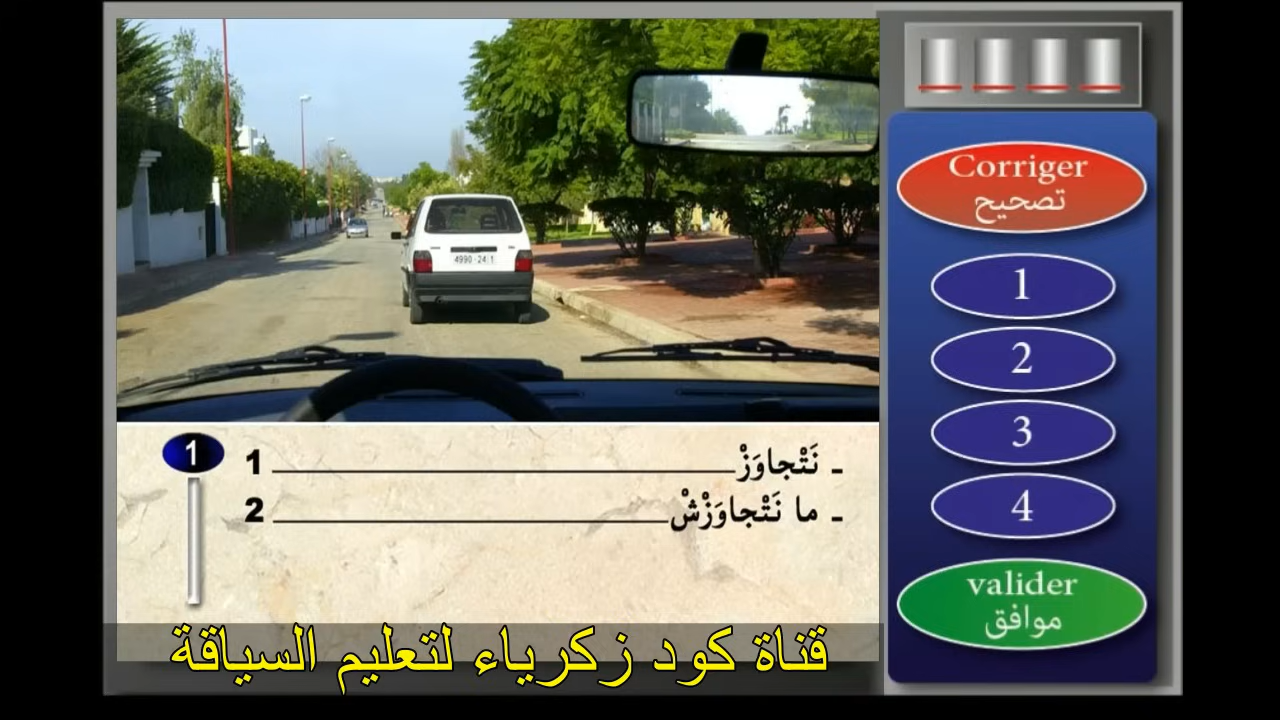 4990-24 1
Corriger
تصحيح
1
2
3
4
valider
موافق
1
ـ نَتْجاوَزْ 1
ـ ما نَتْجاوَزْشْ 2
قناة كود زكرياء لتعليم السياقة